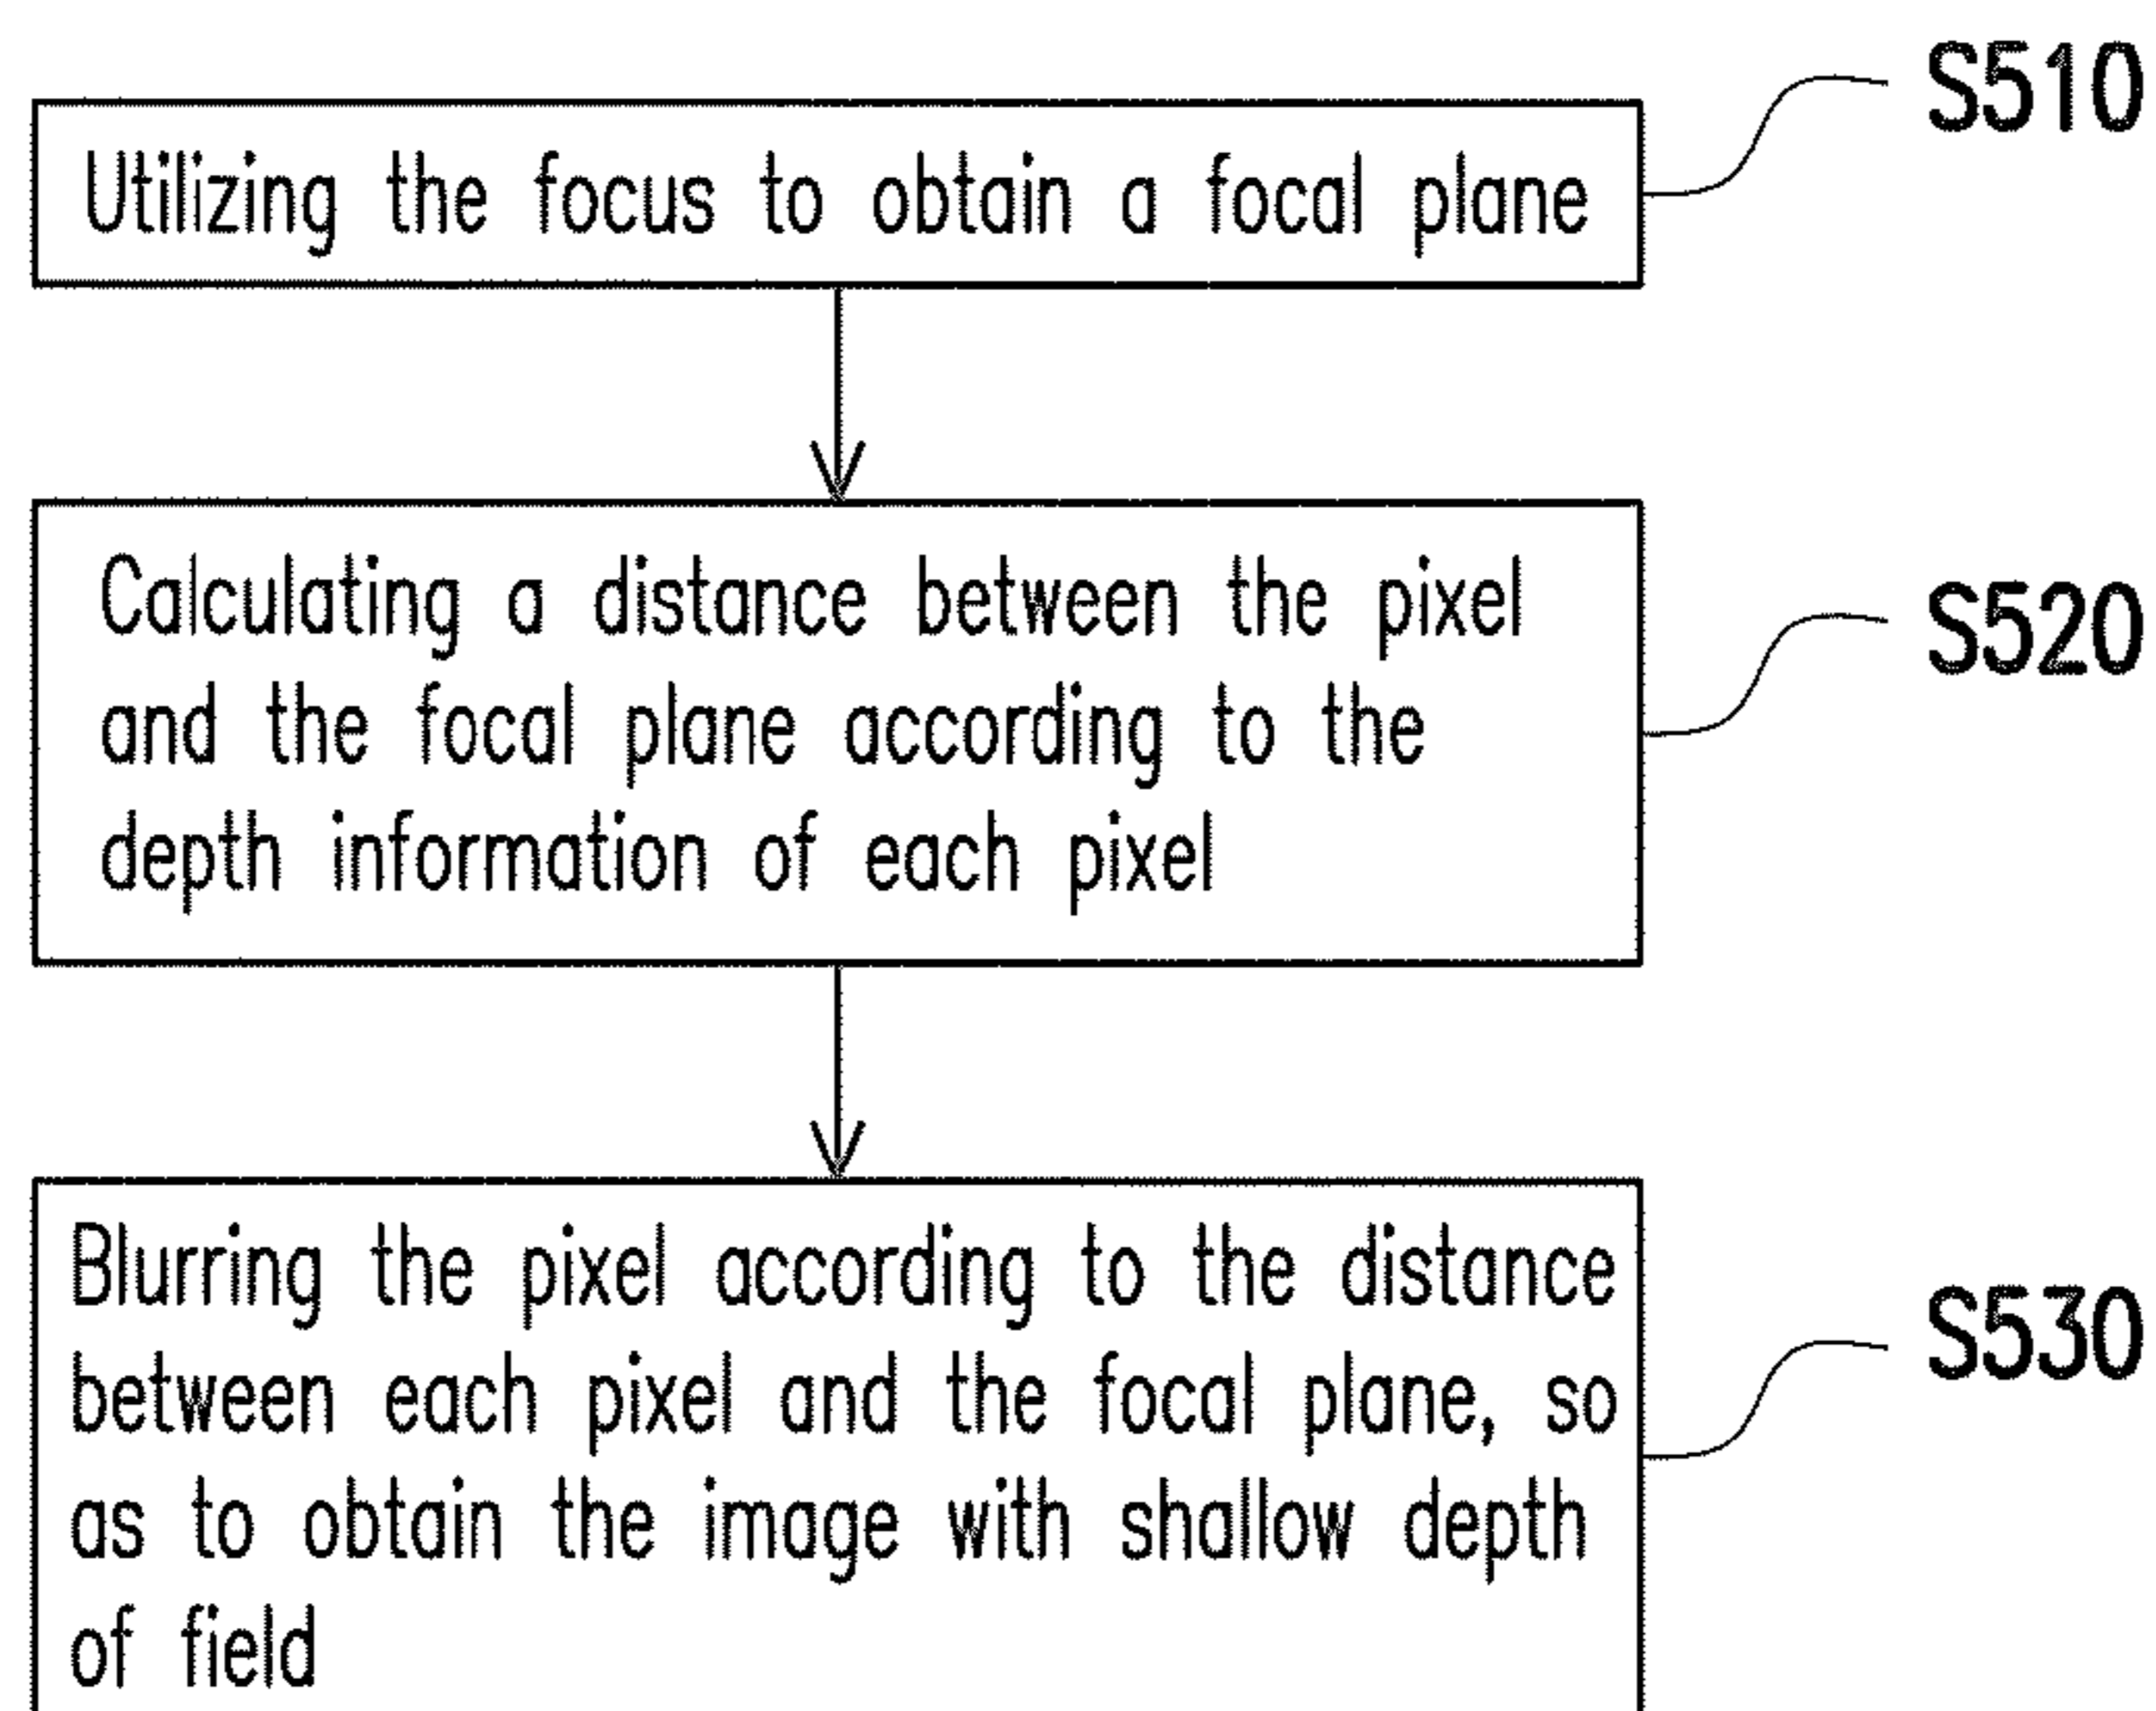 S510
Utilizing the focus to obtain a focal plane
Calculating a distance between the pixel
and the focal plane according to the
depth information of each pixel
S520
Blurring the pixel according to the distance
between each pixel and the focal plane, so
as to obtain the image with shallow depth
of field
S530